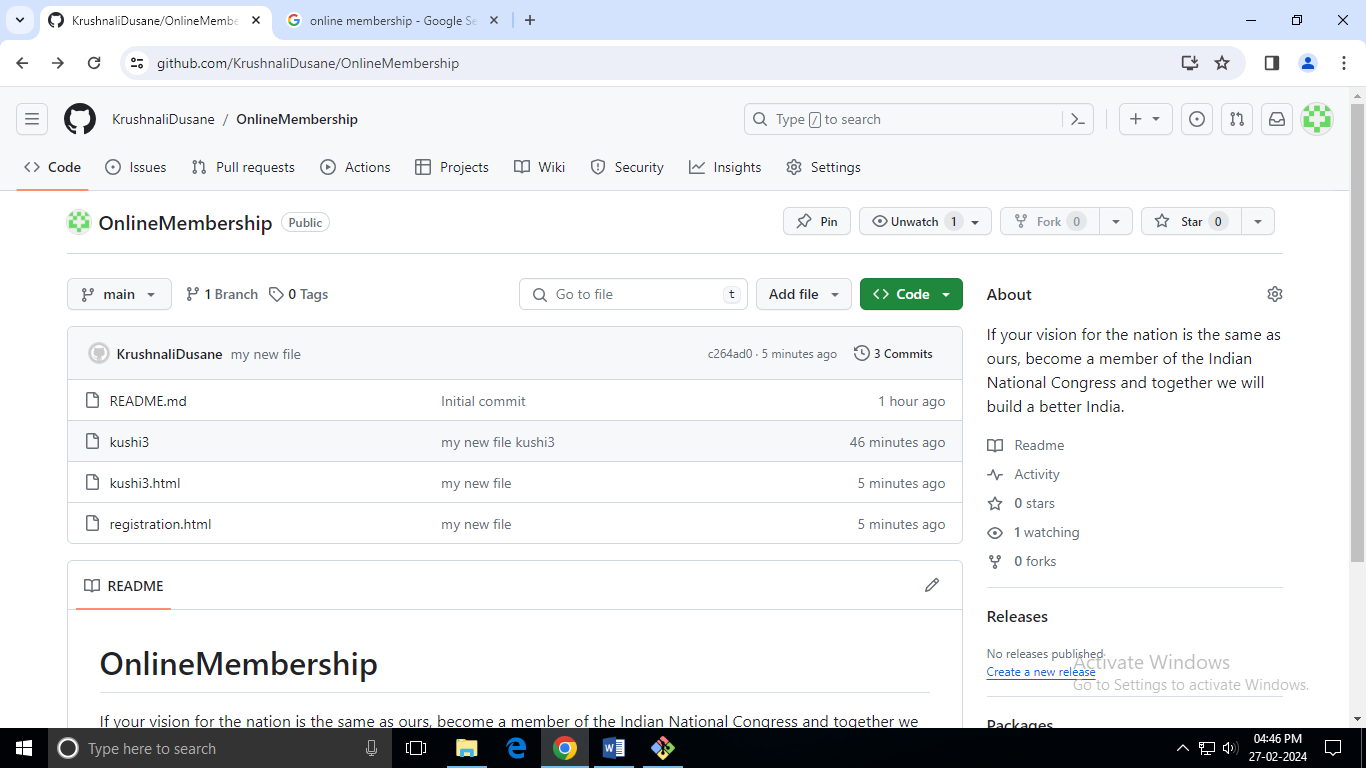 KrushnaliDusane/OnlineMembe
online membership - Google Se
github.com/KrushnaliDusane/OnlineMembership
KrushnaliDusane / OnlineMembership
Type / to search
Code Issues Pull requests Actions Projects Wiki Security Insights Settings
OnlineMembership Public
Pin Unwatch 1 Fork 0 Star 0
main 1 Branch 0 Tags
Go to file t Add file Code
About
If your vision for the nation is the same as
ours, become a member of the Indian
National Congress and together we will
build a better India.
KrushnaliDusane my new file c264ad0 · 5 minutes ago 3 Commits
README.md Initial commit 1 hour ago
kushi3 my new file kushi3 46 minutes ago
kushi3.html my new file 5 minutes ago
registration.html my new file 5 minutes ago
Readme
Activity
0 stars
1 watching
0 forks
README
OnlineMembership
If your vision for the nation is the same as ours, become a member of the Indian National Congress and together we
Releases
No releases published
Create a new release
Packages
Activate Windows
Go to Settings to activate Windows.
Type here to search
04:46 PM
27-02-2024